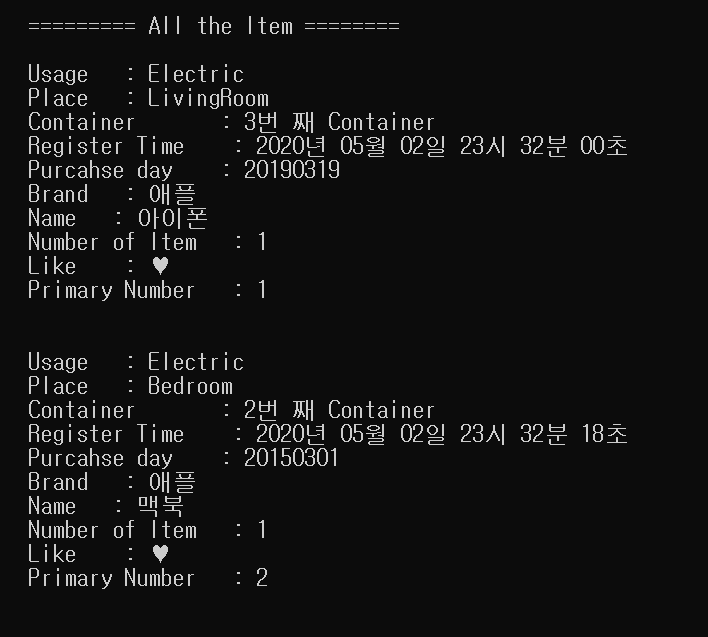 ========= All the Item ========
Usage : Electric
Place : LivingRoom
Container : 3번 째 Container
Register Time : 2020년 05월 02일 23시 32분 00초
Purcahse day : 20190319
Brand : 애플
Name : 아이폰
Number of Item : 1
Like : ♥
Primary Number : 1
Usage : Electric
Place : Bedroom
Container : 2번 째 Container
Register Time : 2020년 05월 02일 23시 32분 18초
Purcahse day : 20150301
Brand : 애플
Name : 맥북
Number of Item : 1
Like : ♥
Primary Number : 2